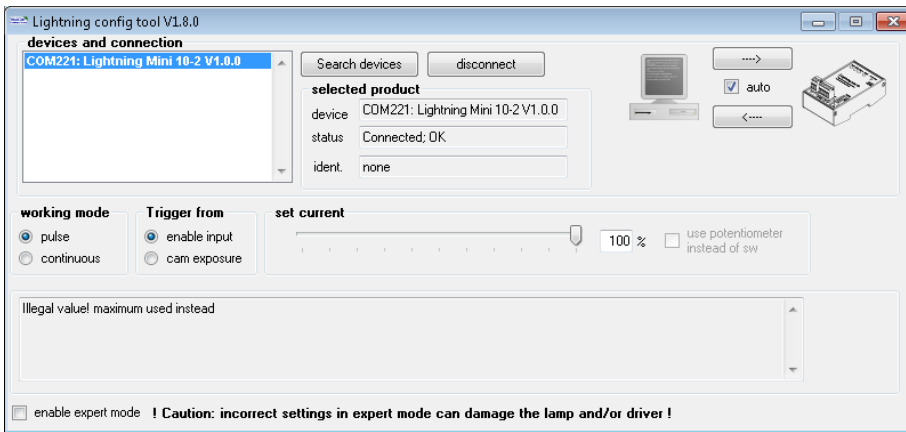 Lightning config tool V1.8.0
devices and connection
COM221: Lightning Mini 10-2 V1.0.0
Search devices
disconnect
selected product
device
COM221: Lightning Mini 10-2 V1.0.0
status
Connected; OK
ident.
none
---->
auto
<----
working mode
pulse
continuous
Trigger from
enable input
cam exposure
set current
100 %
use potentiometer
instead of sw
Illegal value! maximum used instead
enable expert mode ! Caution: incorrect settings in expert mode can damage the lamp and/or driver !